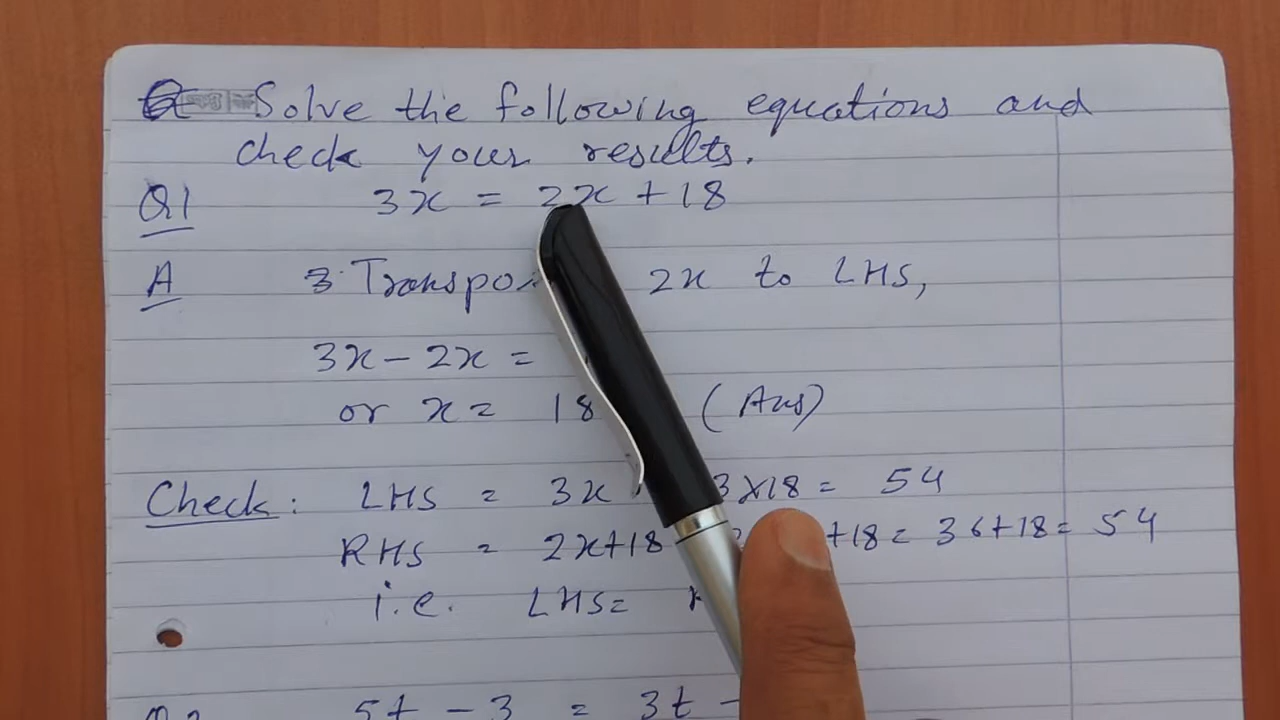 Solve the following equations and
check your results.
Q1 3x = 2x + 18
A Transpo 2x to LHS,
3x - 2x =
or x = 18 (Ans)
Check: LHS = 3x 3x18 = 54
RHS = 2x+18 +18 = 36+18 = 54
i.e. LHS =
5t - 3 = 3t -